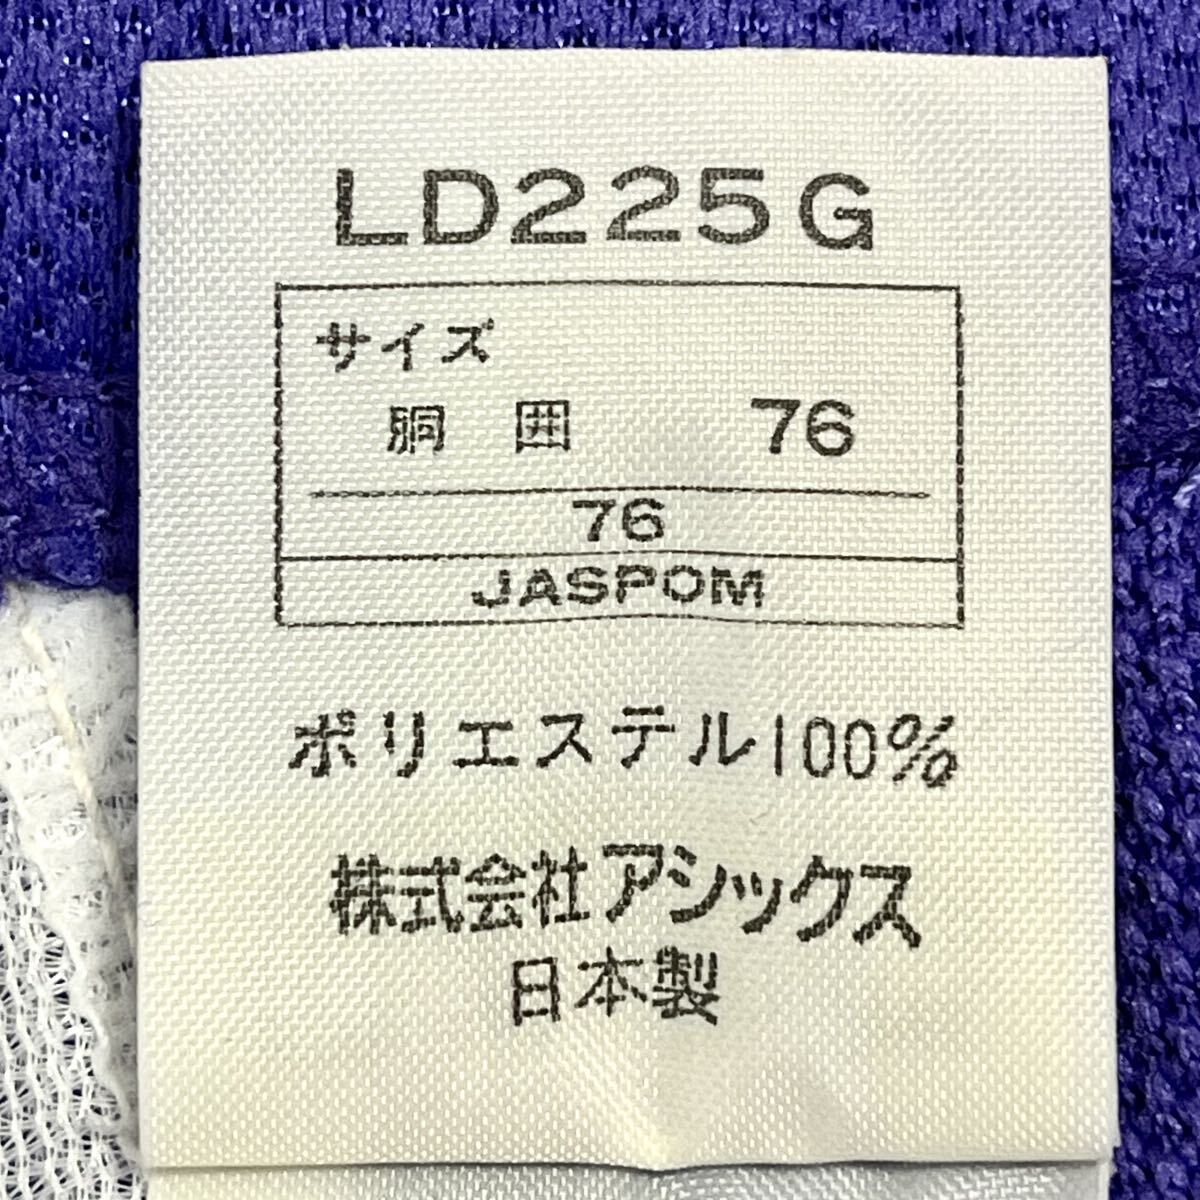 LD225G
サイズ
胴 囲 76
76
JASPOM
ポリエステル100%
株式会社アシックス
日本製